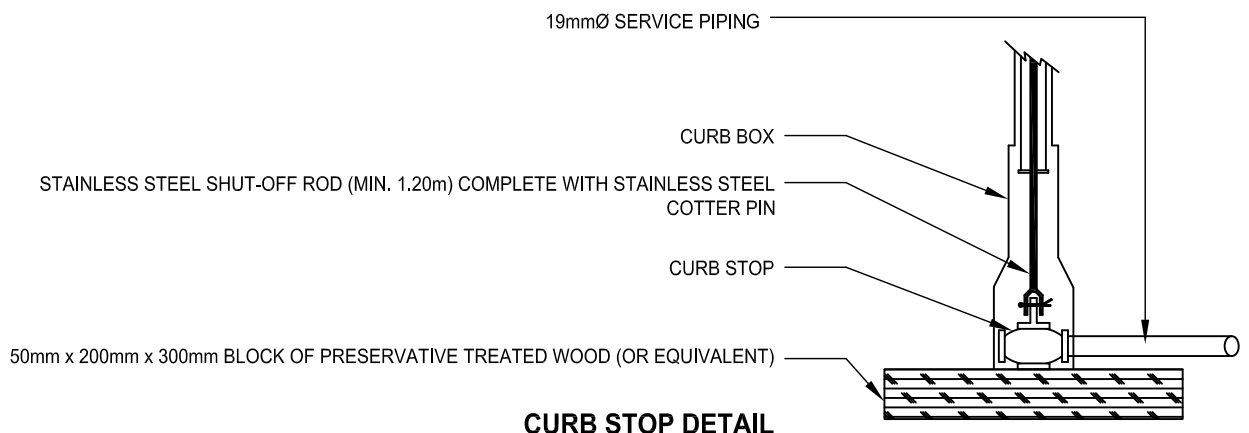 19mmØ SERVICE PIPING
CURB BOX
STAINLESS STEEL SHUT-OFF ROD (MIN. 1.20m) COMPLETE WITH STAINLESS STEEL
COTTER PIN
CURB STOP
50mm x 200mm x 300mm BLOCK OF PRESERVATIVE TREATED WOOD (OR EQUIVALENT)
CURB STOP DETAIL